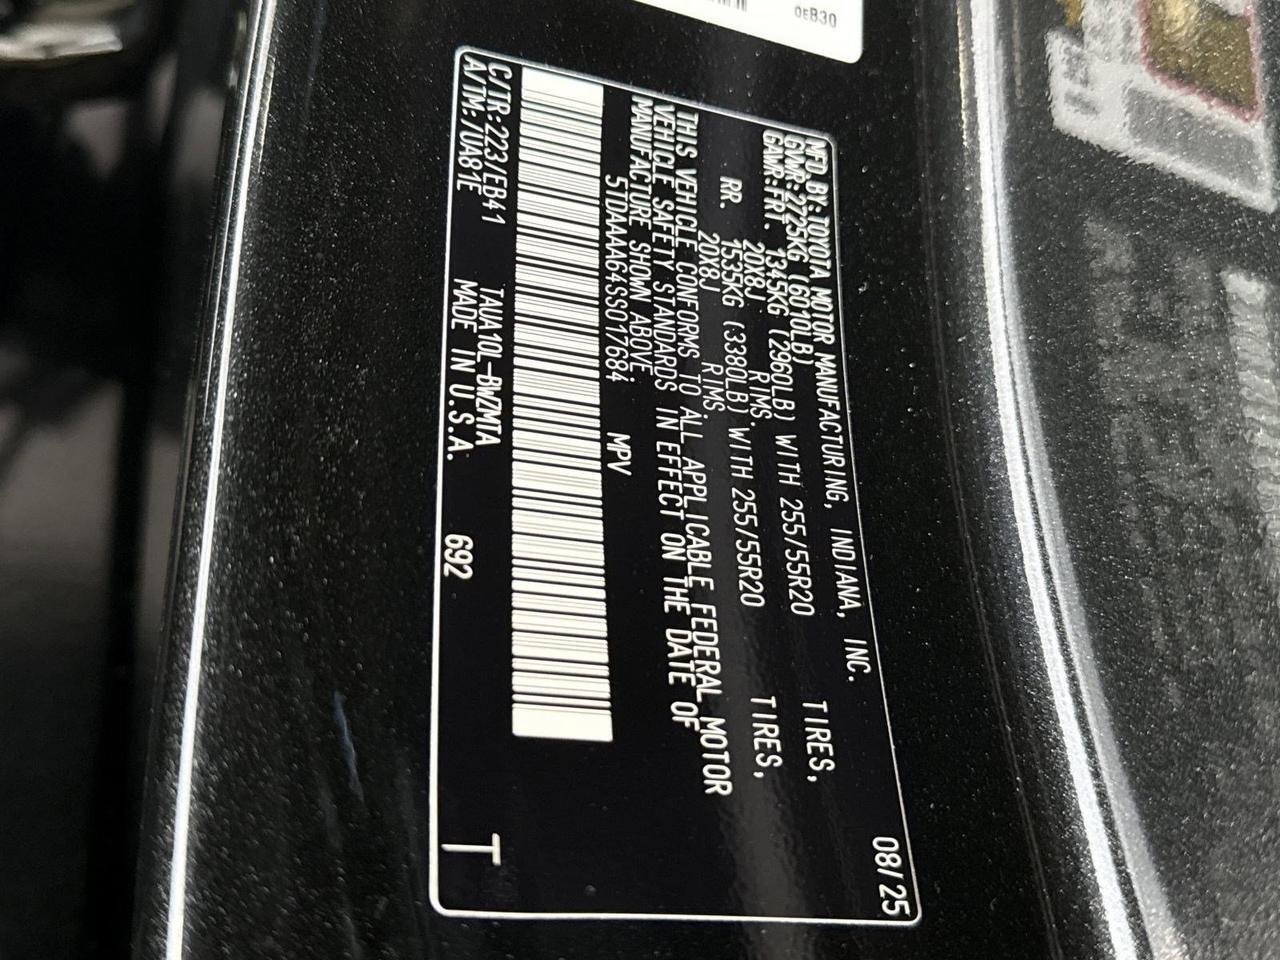 0EB30
MFD BY: TOYOTA MOTOR MANUFACTURING, INDIANA, INC. 08/25
GVWR: 2725KG (6010LB)
GAWR: FRT. 1345KG (2960LB) WITH 255/55R20 TIRES,
20X8J RIMS.
RR. 1535KG (3380LB) WITH 255/55R20 TIRES,
20X8J RIMS.
THIS VEHICLE CONFORMS TO ALL APPLICABLE FEDERAL MOTOR
VEHICLE SAFETY STANDARDS IN EFFECT ON THE DATE OF
MANUFACTURE SHOWN ABOVE.
5TDAAAA64SS017684 MPV
C/TR: 223/EB41 TAUA10L-BWZMTA T
A/TM: /UA81E MADE IN U.S.A. 692